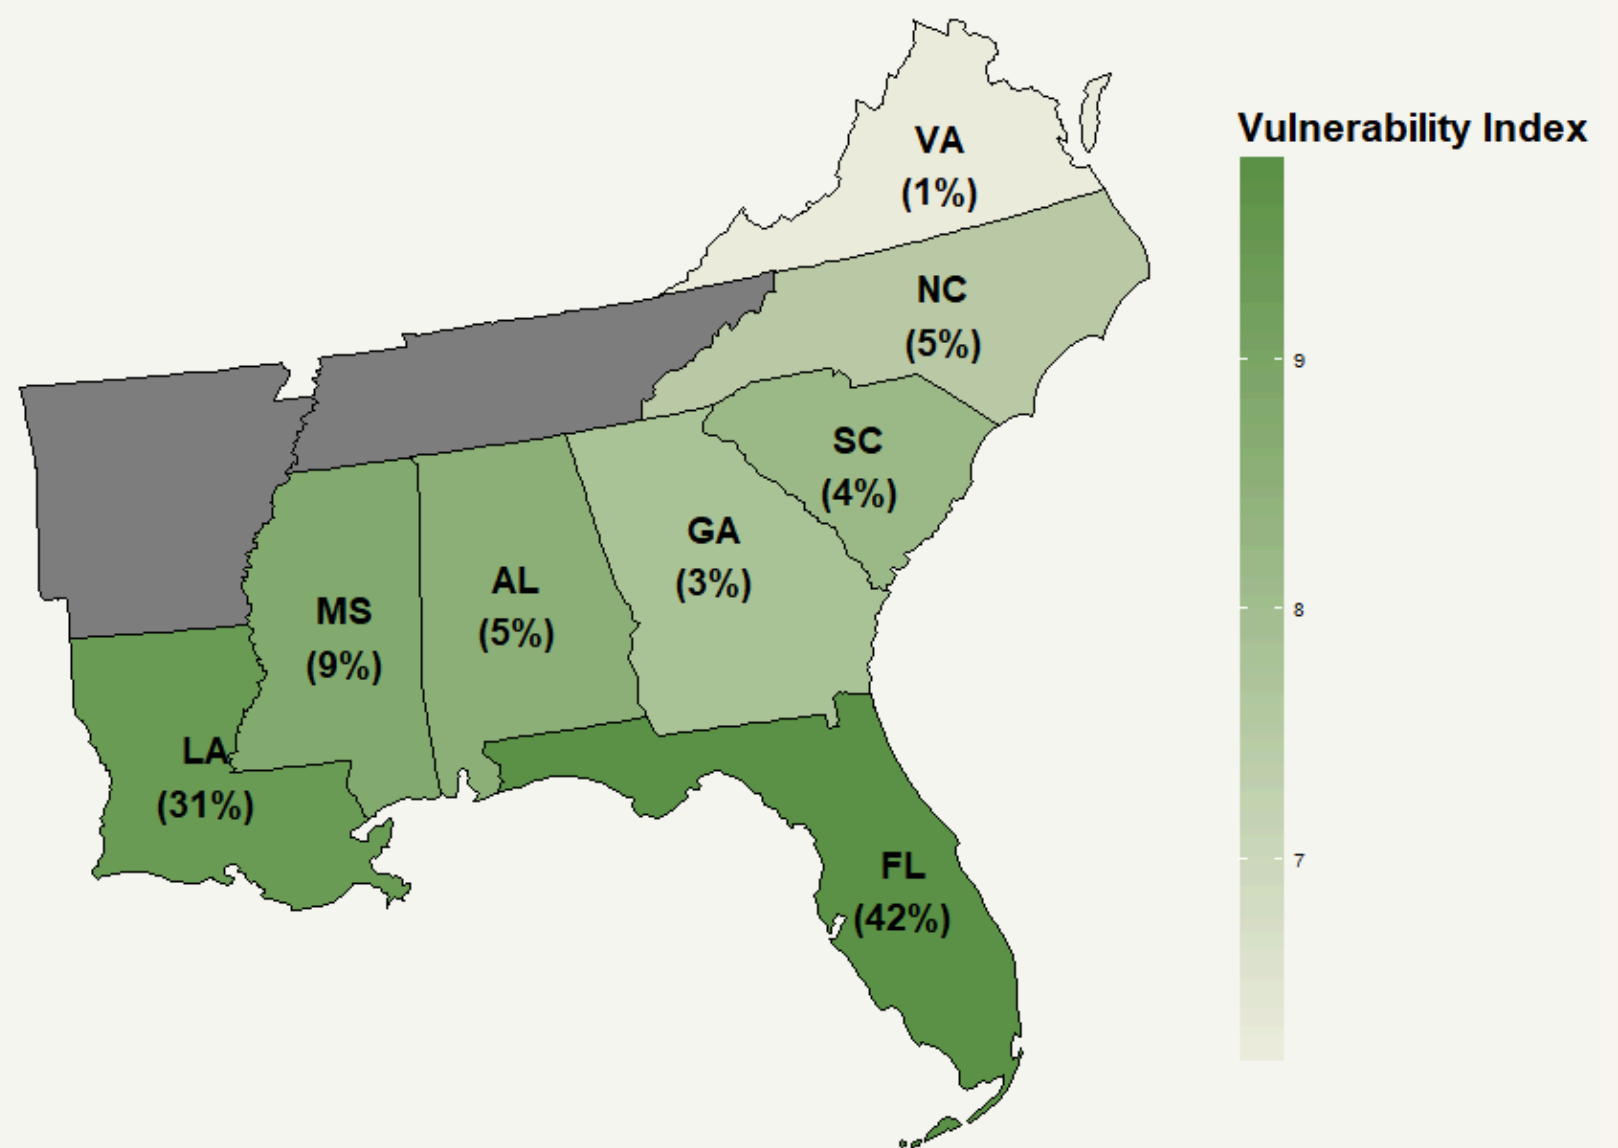 Vulnerability Index
VA
(1%)
NC
(5%)
9
SC
(4%)
GA
(3%)
AL
(5%)
MS
(9%)
8
LA
(31%)
FL
(42%)
7